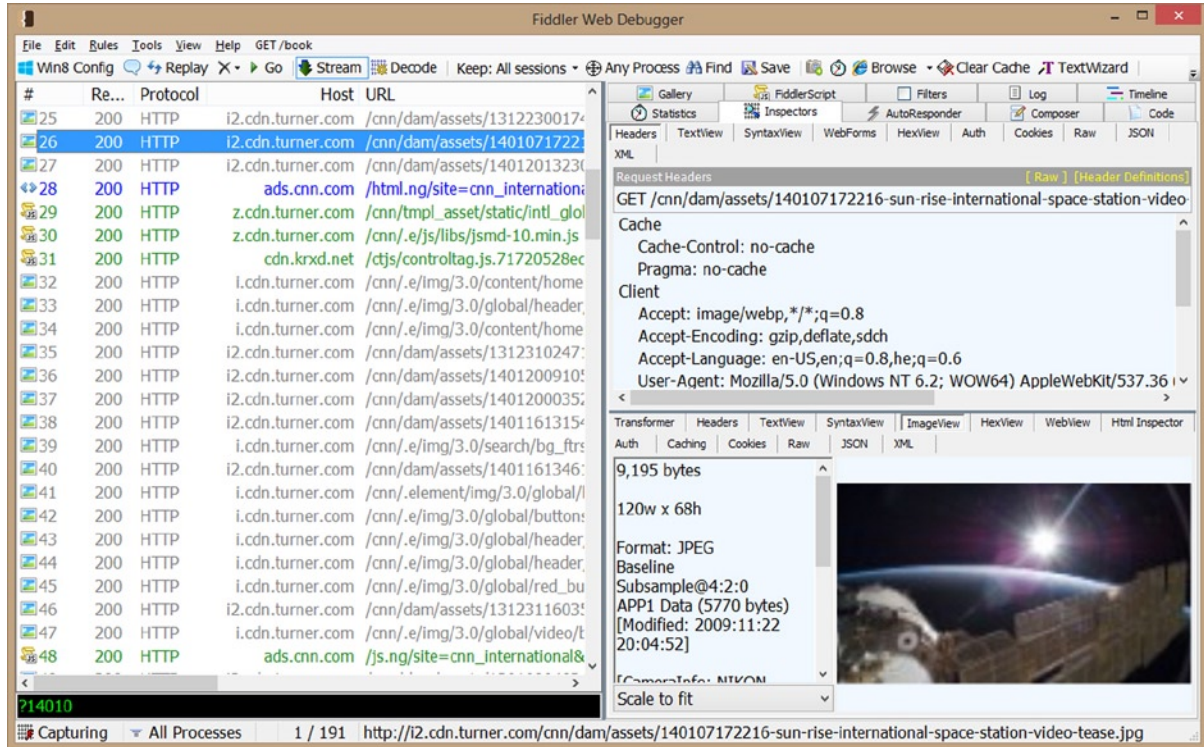 Fiddler Web Debugger
File Edit Rules Tools View Help GET /book
Win8 Config Replay X Go Stream Decode Keep: All sessions Any Process Find Save Browse Clear Cache TextWizard
# Re... Protocol Host URL
25 200 HTTP i2.cdn.turner.com /cnn/dam/assets/13122300174
26 200 HTTP i2.cdn.turner.com /cnn/dam/assets/1401071722
27 200 HTTP i2.cdn.turner.com /cnn/dam/assets/1401201323
28 200 HTTP ads.cnn.com /html.ng/site=cnn_internationa
29 200 HTTP z.cdn.turner.com /cnn/tmpl_asset/static/intl_glo
30 200 HTTP z.cdn.turner.com /cnn/.e/js/libs/jsmd-10.min.js
31 200 HTTP cdn.krxd.net /ctjs/controltag.js.71720528ec
32 200 HTTP i.cdn.turner.com /cnn/.e/img/3.0/content/home
33 200 HTTP i.cdn.turner.com /cnn/.e/img/3.0/global/header
34 200 HTTP i.cdn.turner.com /cnn/.e/img/3.0/content/home
35 200 HTTP i2.cdn.turner.com /cnn/dam/assets/1312310247
36 200 HTTP i2.cdn.turner.com /cnn/dam/assets/14012009105
37 200 HTTP i2.cdn.turner.com /cnn/dam/assets/14012000352
38 200 HTTP i2.cdn.turner.com /cnn/dam/assets/14011613154
39 200 HTTP i.cdn.turner.com /cnn/.e/img/3.0/search/bg_ftrs
40 200 HTTP i2.cdn.turner.com /cnn/dam/assets/1401161346
41 200 HTTP i.cdn.turner.com /cnn/.element/img/3.0/global/
42 200 HTTP i.cdn.turner.com /cnn/.e/img/3.0/global/button
43 200 HTTP i.cdn.turner.com /cnn/.e/img/3.0/global/header
44 200 HTTP i.cdn.turner.com /cnn/.e/img/3.0/global/header
45 200 HTTP i.cdn.turner.com /cnn/.e/img/3.0/global/red_bu
46 200 HTTP i2.cdn.turner.com /cnn/dam/assets/1312311603
47 200 HTTP i.cdn.turner.com /cnn/.e/img/3.0/global/video/
48 200 HTTP ads.cnn.com /js.ng/site=cnn_international&
?14010
Gallery FiddlerScript Filters Log Timeline
Statistics Inspectors AutoResponder Composer Code
Headers TextView SyntaxView WebForms HexView Auth Cookies Raw JSON
XML
Request Headers [ Raw ] [Header Definitions]
GET /cnn/dam/assets/140107172216-sun-rise-international-space-station-video-
Cache
Cache-Control: no-cache
Pragma: no-cache
Client
Accept: image/webp,*/*;q=0.8
Accept-Encoding: gzip,deflate,sdch
Accept-Language: en-US,en;q=0.8,he;q=0.6
User-Agent: Mozilla/5.0 (Windows NT 6.2; WOW64) AppleWebKit/537.36 (
Transformer Headers TextView SyntaxView ImageView HexView WebView Html Inspector
Auth Caching Cookies Raw JSON XML
9,195 bytes
120w x 68h
Format: JPEG
Baseline
Subsample@4:2:0
APP1 Data (5770 bytes)
[Modified: 2009:11:22
20:04:52]
[CameraInfo: NIKON
Scale to fit
Capturing All Processes 1 / 191 http://i2.cdn.turner.com/cnn/dam/assets/140107172216-sun-rise-international-space-station-video-tease.jpg